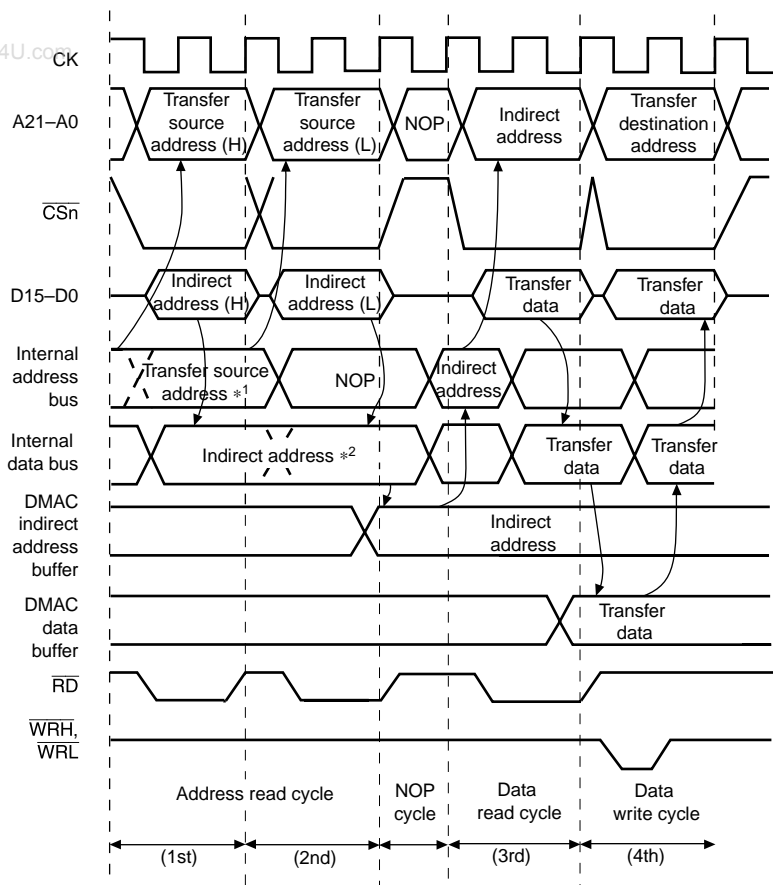 4U.com
CK
A21–A0
Transfer
source
address (H)
Transfer
source
address (L)
NOP
Indirect
address
Transfer
destination
address
CSn
D15–D0
Indirect
address (H)
Indirect
address (L)
Transfer
data
Transfer
data
Internal
address
bus
Transfer source
address *1
NOP
Indirect
address
Internal
data bus
Indirect address *2
Transfer
data
Transfer
data
DMAC
indirect
address
buffer
Indirect
address
DMAC
data
buffer
Transfer
data
RD
WRH,
WRL
Address read cycle
NOP
cycle
Data
read cycle
Data
write cycle
(1st)
(2nd)
(3rd)
(4th)